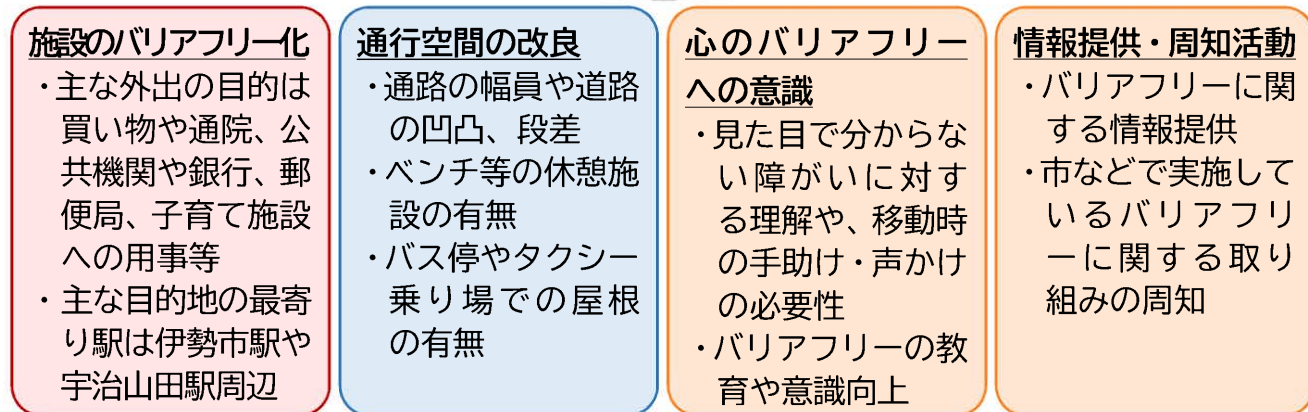 施設のバリアフリー化
・主な外出の目的は
買い物や通院、公
共機関や銀行、郵
便局、子育て施設
への用事等
・主な目的地の最寄
り駅は伊勢市駅や
宇治山田駅周辺
通行空間の改良
・通路の幅員や道路
の凹凸、段差
・ベンチ等の休憩施
設の有無
・バス停やタクシー
乗り場での屋根
の有無
心のバリアフリー
への意識
・見た目で分からな
い障がいに対す
る理解や、移動時
の手助け・声かけ
の必要性
・バリアフリーの教
育や意識向上
情報提供・周知活動
・バリアフリーに関
する情報提供
・市などで実施して
いるバリアフリ
ーに関する取り
組みの周知